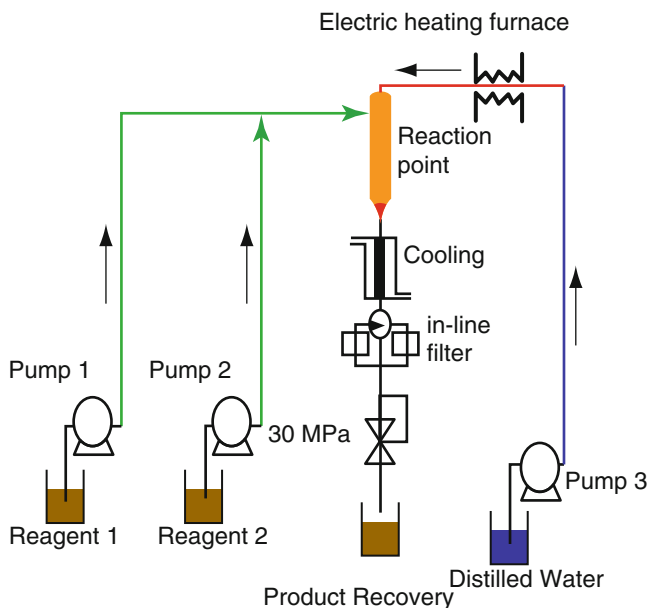 Electric heating furnace
Reaction
point
Cooling
in-line
filter
Pump 1
Pump 2
30 MPa
Pump 3
Reagent 1
Reagent 2
Distilled Water
Product Recovery